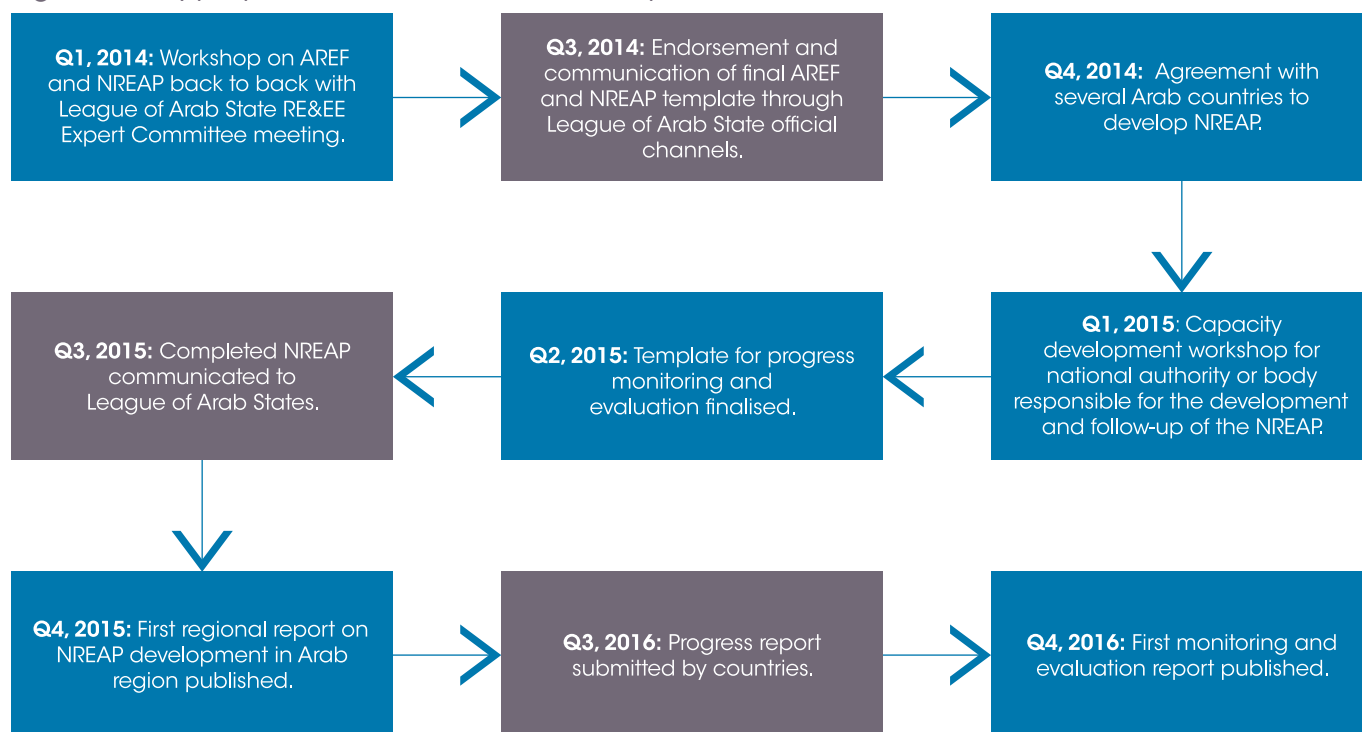 Q1, 2014: Workshop on AREF
and NREAP back to back with
League of Arab State RE&EE
Expert Committee meeting.
Q3, 2014: Endorsement and
communication of final AREF
and NREAP template through
League of Arab State official
channels.
Q4, 2014: Agreement with
several Arab countries to
develop NREAP.
Q1, 2015: Capacity
development workshop for
national authority or body
responsible for the development
and follow-up of the NREAP.
Q2, 2015: Template for progress
monitoring and
evaluation finalised.
Q3, 2015: Completed NREAP
communicated to
League of Arab States.
Q4, 2015: First regional report on
NREAP development in Arab
region published.
Q3, 2016: Progress report
submitted by countries.
Q4, 2016: First monitoring and
evaluation report published.